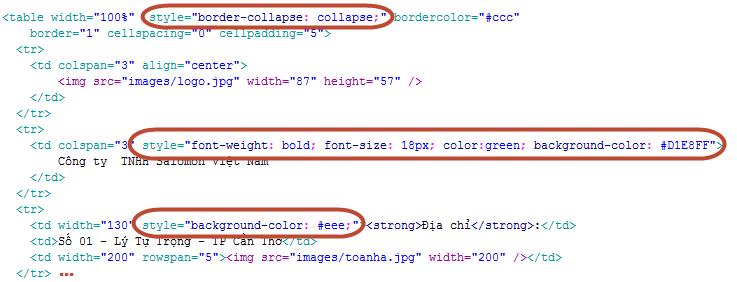 <table width="100%" style="border-collapse: collapse;" bordercolor="#ccc"
border="1" cellspacing="0" cellpadding="5">
<tr>
<td colspan="3" align="center">
<img src="images/logo.jpg" width="87" height="57" />
</td>
</tr>
<tr>
<td colspan="3" style="font-weight: bold; font-size: 18px; color:green; background-color: #D1E8FF">
Công ty TNHH Salomon Việt Nam
</td>
</tr>
<tr>
<td width="130" style="background-color: #eee;"><strong>Địa chỉ</strong>:</td>
<td>Số 01 - Lý Tự Trọng - TP Cần Thơ</td>
<td width="200" rowspan="5"><img src="images/toanha.jpg" width="200" /></td>
</tr> ...